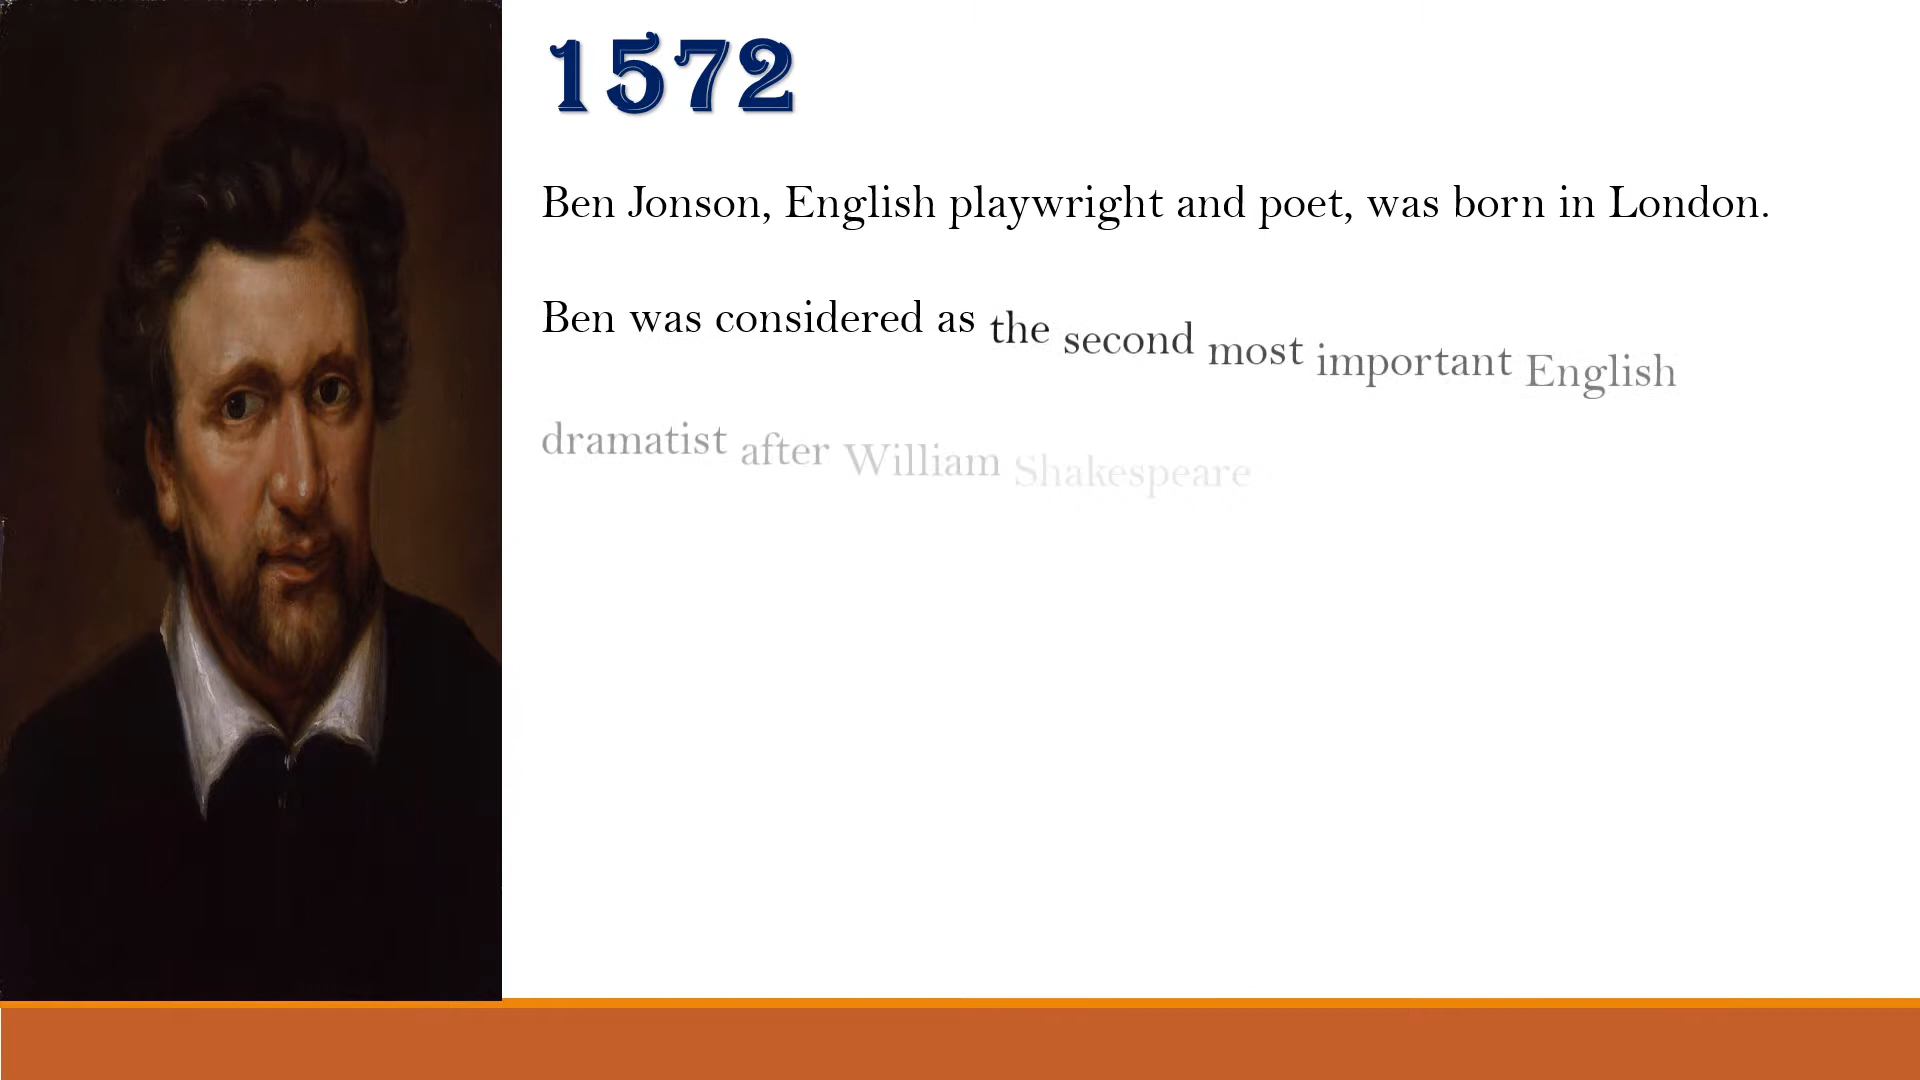 1572
Ben Jonson, English playwright and poet, was born in London.
Ben was considered as the second most important English
dramatist after William Shakespeare